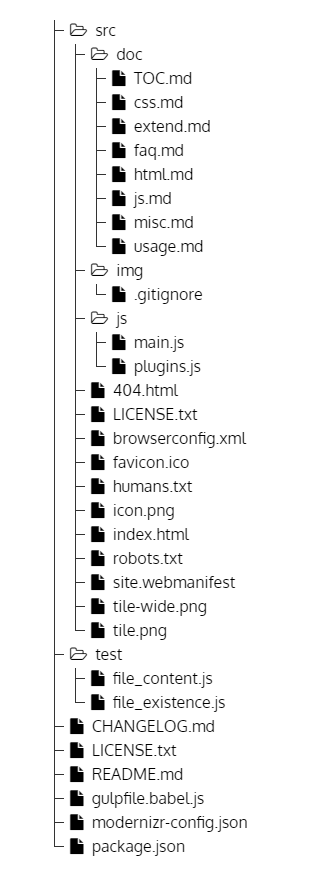 src
doc
TOC.md
css.md
extend.md
faq.md
html.md
js.md
misc.md
usage.md
img
.gitignore
js
main.js
plugins.js
404.html
LICENSE.txt
browserconfig.xml
favicon.ico
humans.txt
icon.png
index.html
robots.txt
site.webmanifest
tile-wide.png
tile.png
test
file_content.js
file_existence.js
CHANGELOG.md
LICENSE.txt
README.md
gulpfile.babel.js
modernizr-config.json
package.json